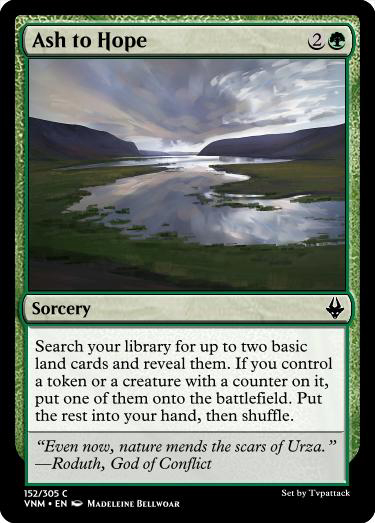 Ash to Hope 2
Sorcery
Search your library for up to two basic
land cards and reveal them. If you control
a token or a creature with a counter on it,
put one of them onto the battlefield. Put
the rest into your hand, then shuffle.
“Even now, nature mends the scars of Urza.”
—Roduth, God of Conflict
152/305 C Set by Tvpattack
VNM • EN Madeleine Bellwoar